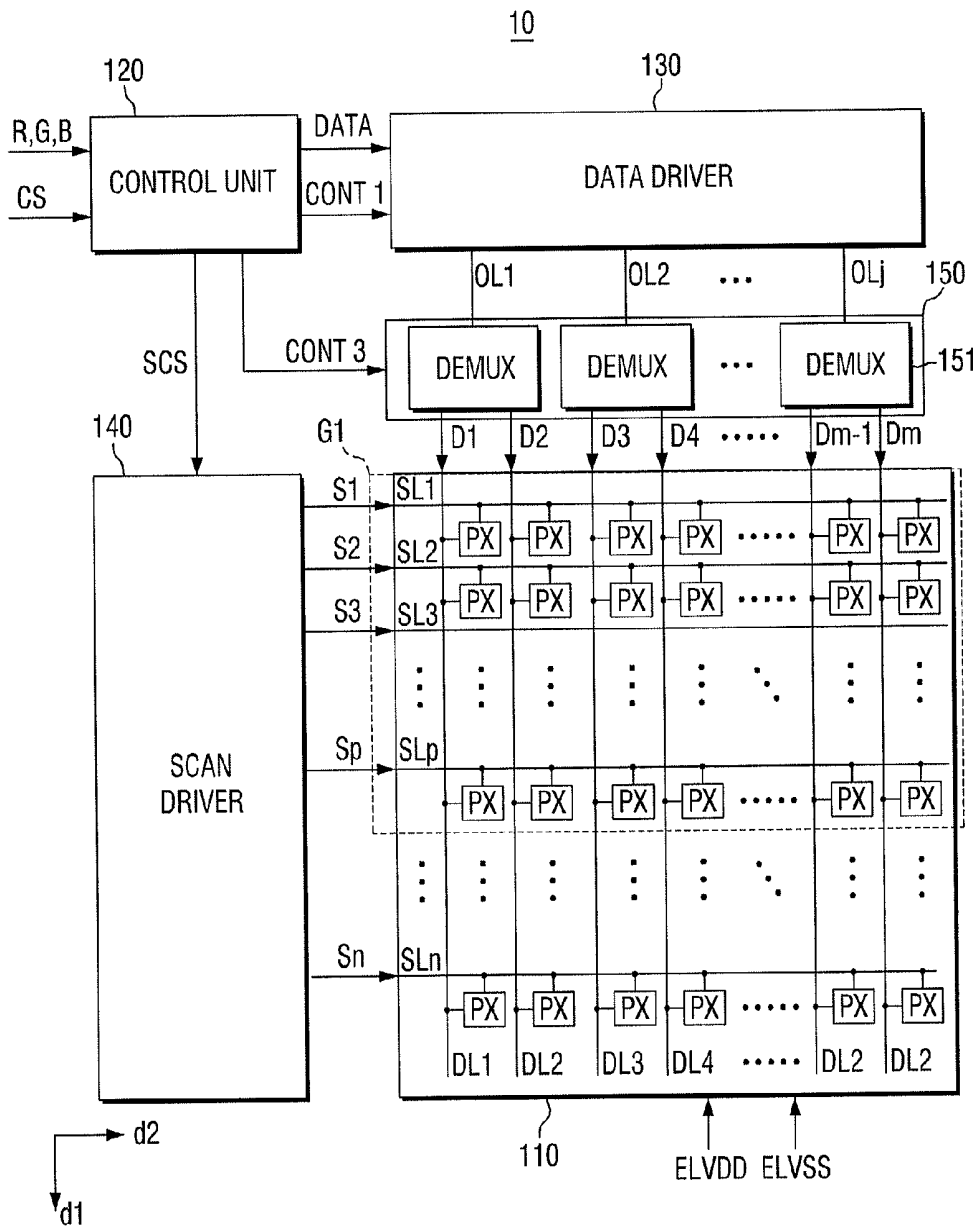 10
120
130
R,G,B
CS
CONTROL UNIT
DATA
CONT 1
DATA DRIVER
OL1 OL2 ... OLj
150
SCS
CONT 3
DEMUX DEMUX ... DEMUX
151
140
G1
D1 D2 D3 D4 ..... Dm-1 Dm
S1 SL1
PX PX PX PX ..... PX PX
S2 SL2
PX PX PX PX ..... PX PX
S3 SL3
Sp SLp
PX PX PX PX ..... PX PX
SCAN
DRIVER
Sn SLn
PX PX PX PX ..... PX PX
DL1 DL2 DL3 DL4 ..... DL2 DL2
110
ELVDD ELVSS
d2
d1